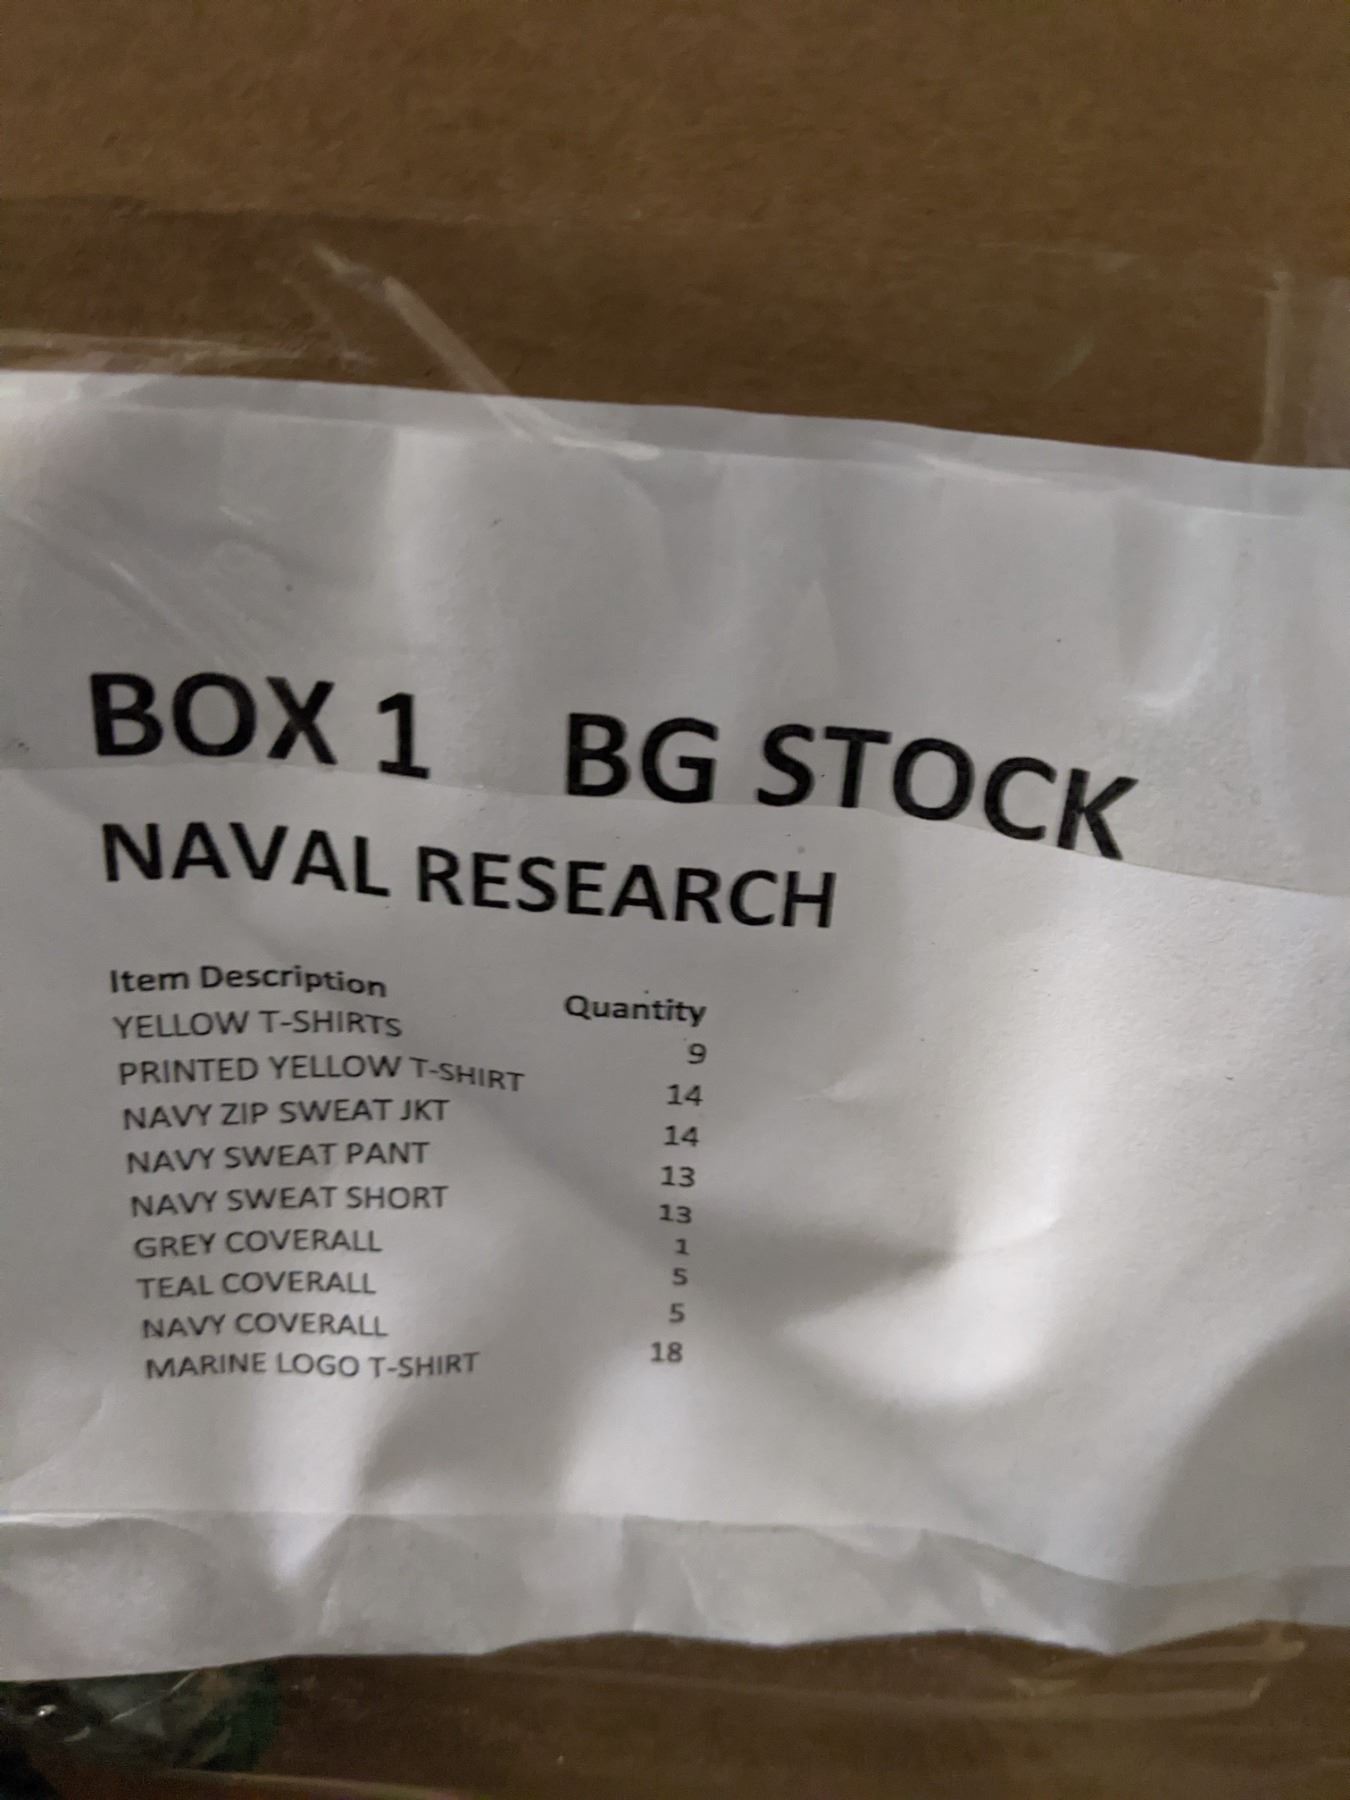 BOX 1 BG STOCK
NAVAL RESEARCH
Item Description Quantity
YELLOW T-SHIRTS 9
PRINTED YELLOW T-SHIRT 14
NAVY ZIP SWEAT JKT 14
NAVY SWEAT PANT 13
NAVY SWEAT SHORT 13
GREY COVERALL 1
TEAL COVERALL 5
NAVY COVERALL 5
MARINE LOGO T-SHIRT 18